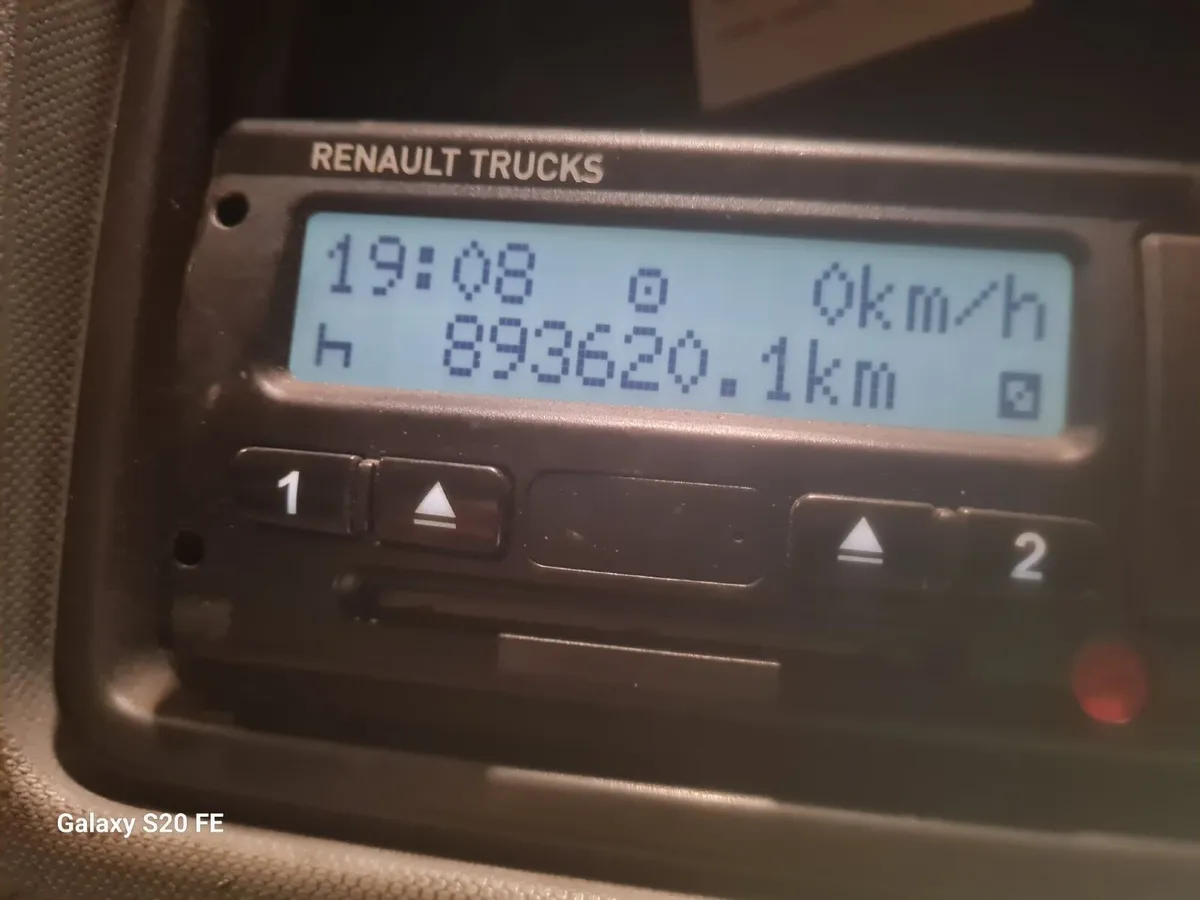 RENAULT TRUCKS
19:08 0km/h
893620.1km
1
2
Galaxy S20 FE